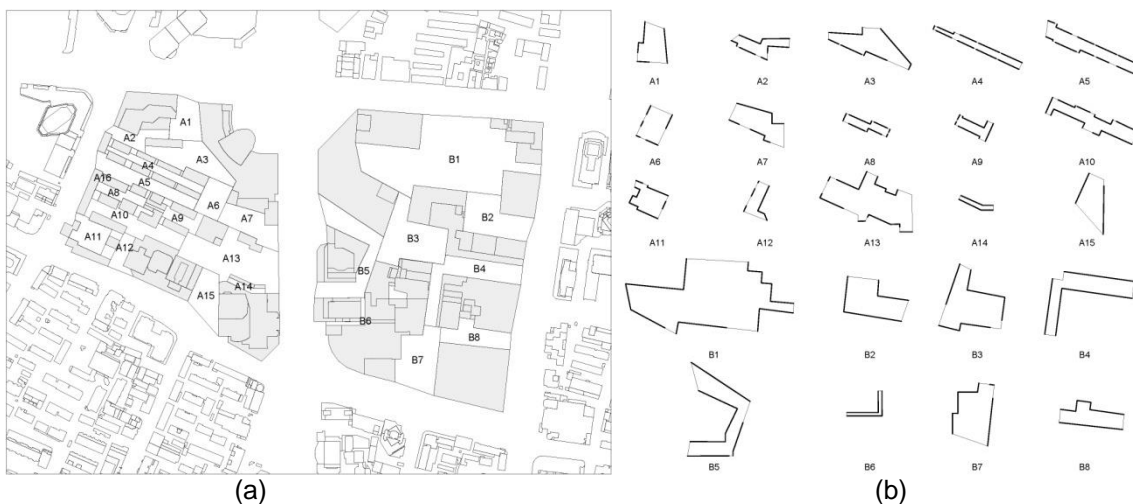 A1
A2
A3
A4
A16
A5
A8
A6
A10
A9
A7
A11
A12
A13
A14
A15
B1
B2
B3
B4
B5
B6
B8
B7
(a)
A1 A2 A3 A4 A5
A6 A7 A8 A9 A10
A11 A12 A13 A14 A15
B1 B2 B3 B4
B5 B6 B7 B8
(b)